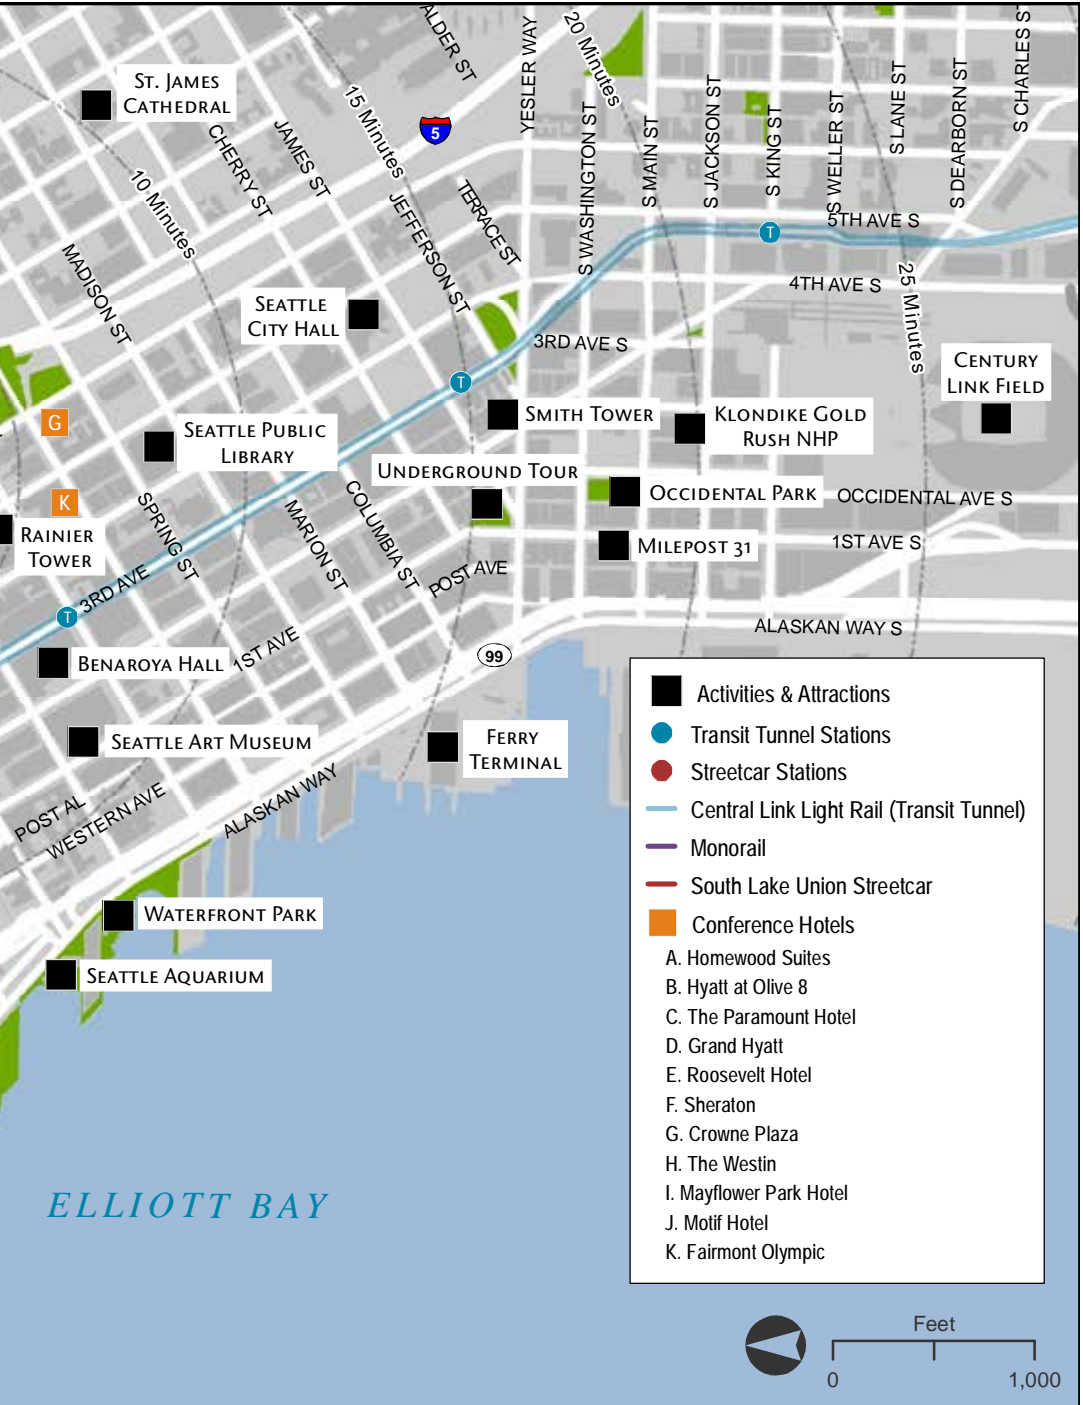 ALDER ST
YESLER WAY
20 Minutes
S CHARLES ST
ST. JAMES
CATHEDRAL
15 Minutes
5
S WASHINGTON ST
S MAIN ST
S JACKSON ST
S KING ST
S WELLER ST
S LANE ST
S DEARBORN ST
CHERRY ST
JAMES ST
10 Minutes
JEFFERSON ST
TERRACE ST
5TH AVE S
T
MADISON ST
SEATTLE
CITY HALL
4TH AVE S
25 Minutes
3RD AVE S
CENTURY
LINK FIELD
T
G
SMITH TOWER
KLONDIKE GOLD
RUSH NHP
SEATTLE PUBLIC
LIBRARY
UNDERGROUND TOUR
K
OCCIDENTAL PARK
OCCIDENTAL AVE S
RAINIER
TOWER
SPRING ST
MARION ST
COLUMBIA ST
MILEPOST 31
1ST AVE S
3RD AVE
POST AVE
T
ALASKAN WAY S
BENAROYA HALL
1ST AVE
99
SEATTLE ART MUSEUM
FERRY
TERMINAL
POST AL
WESTERN AVE
ALASKAN WAY
WATERFRONT PARK
SEATTLE AQUARIUM
ELLIOTT BAY
Activities & Attractions
Transit Tunnel Stations
Streetcar Stations
Central Link Light Rail (Transit Tunnel)
Monorail
South Lake Union Streetcar
Conference Hotels
A. Homewood Suites
B. Hyatt at Olive 8
C. The Paramount Hotel
D. Grand Hyatt
E. Roosevelt Hotel
F. Sheraton
G. Crowne Plaza
H. The Westin
I. Mayflower Park Hotel
J. Motif Hotel
K. Fairmont Olympic
Feet
0
1,000